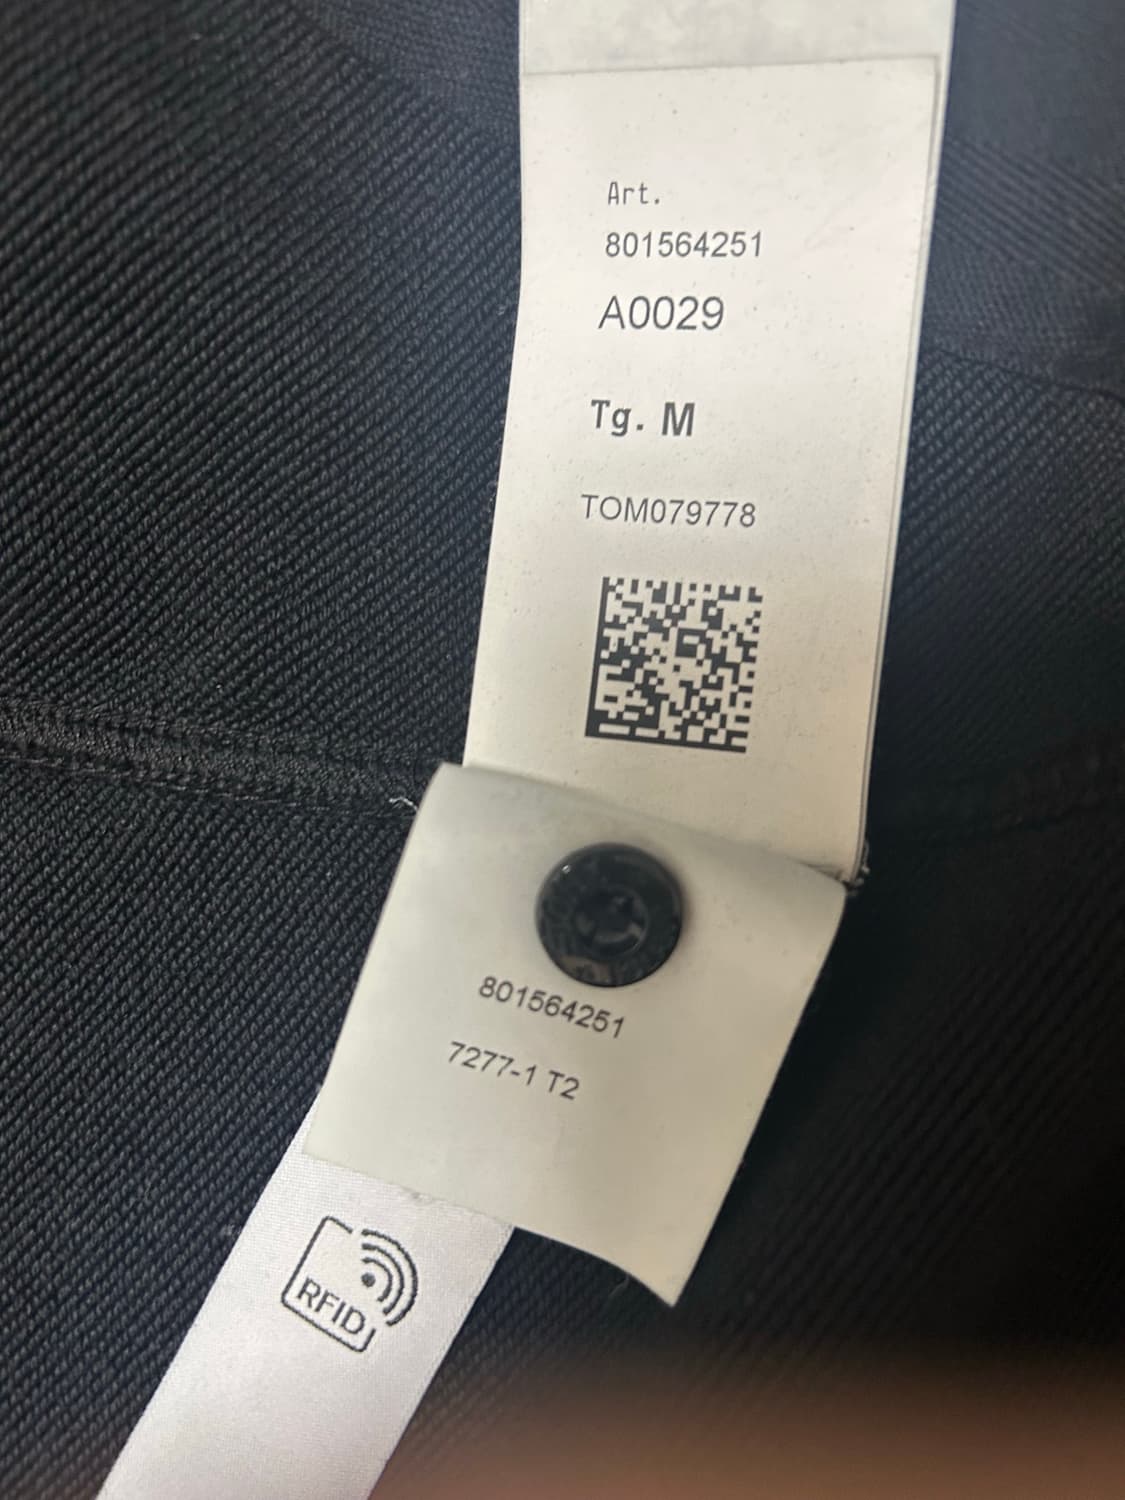 Art.
801564251
A0029
Tg. M
TOM079778
801564251
7277-1 T2
RFID